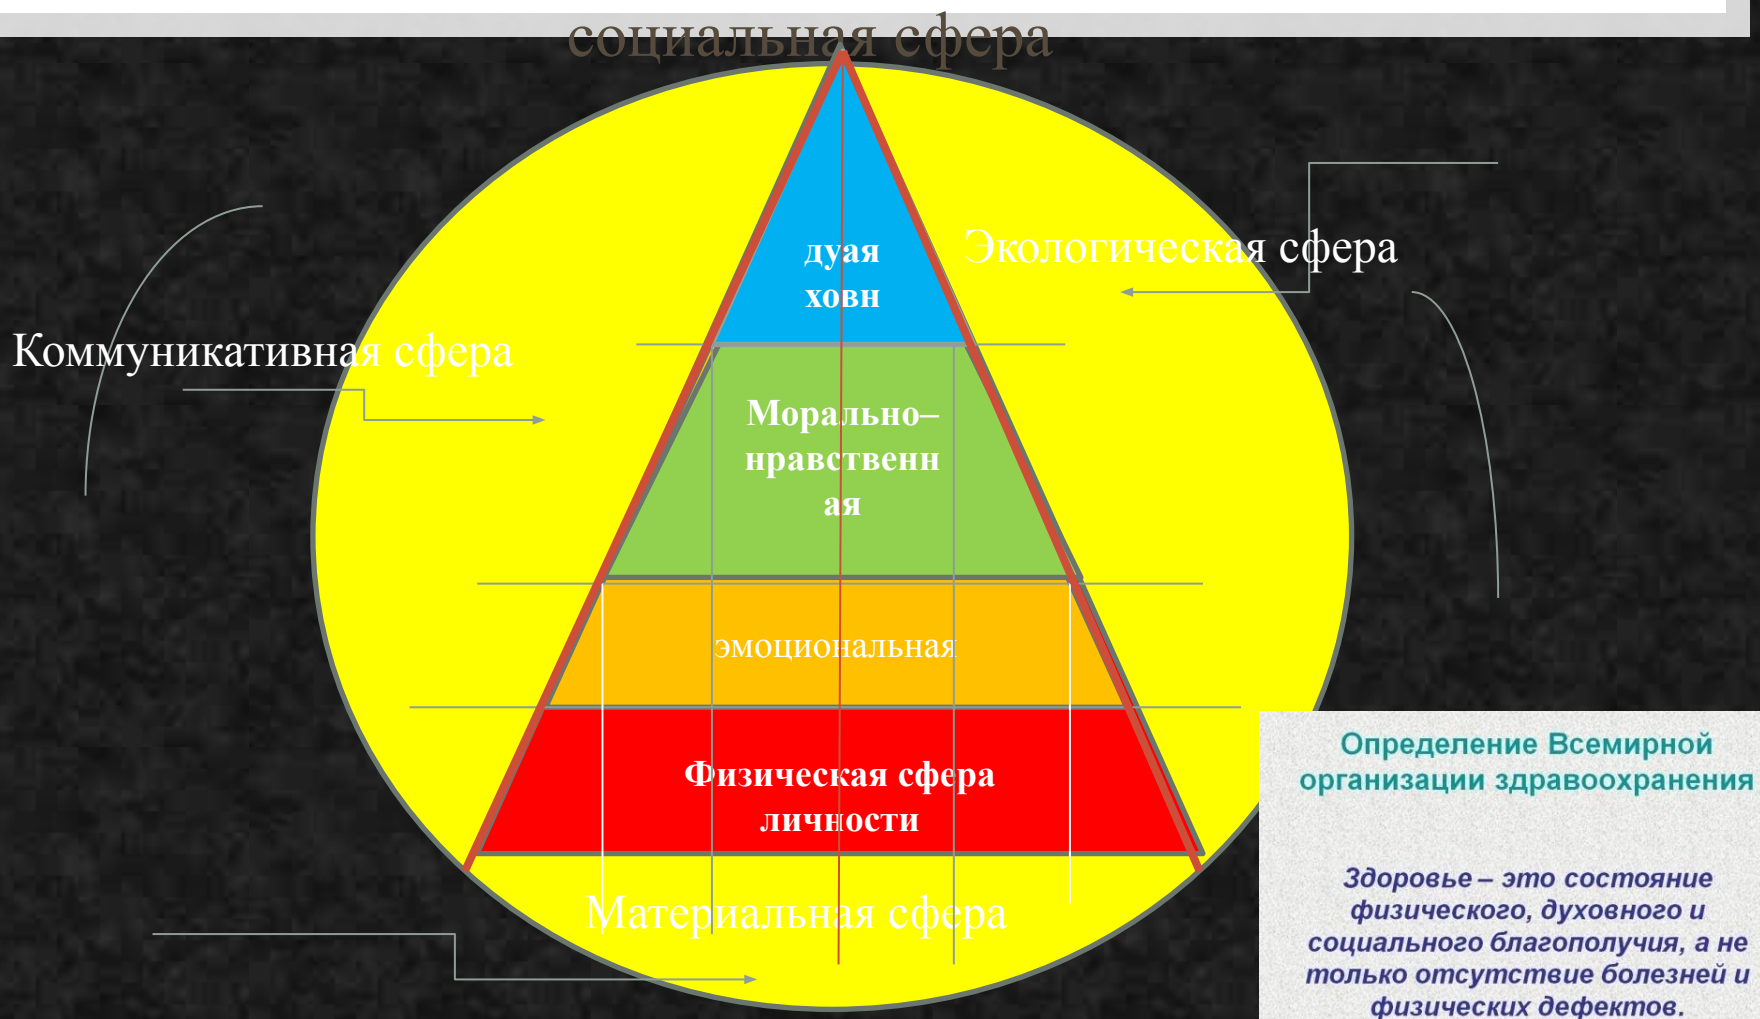 социальная сфера
дуая
ховн
Экологическая сфера
Коммуникативная сфера
Морально–
нравственн
ая
эмоциональная
Физическая сфера
личности
Материальная сфера
Определение Всемирной
организации здравоохранения
Здоровье – это состояние
физического, духовного и
социального благополучия, а не
только отсутствие болезней и
физических дефектов.